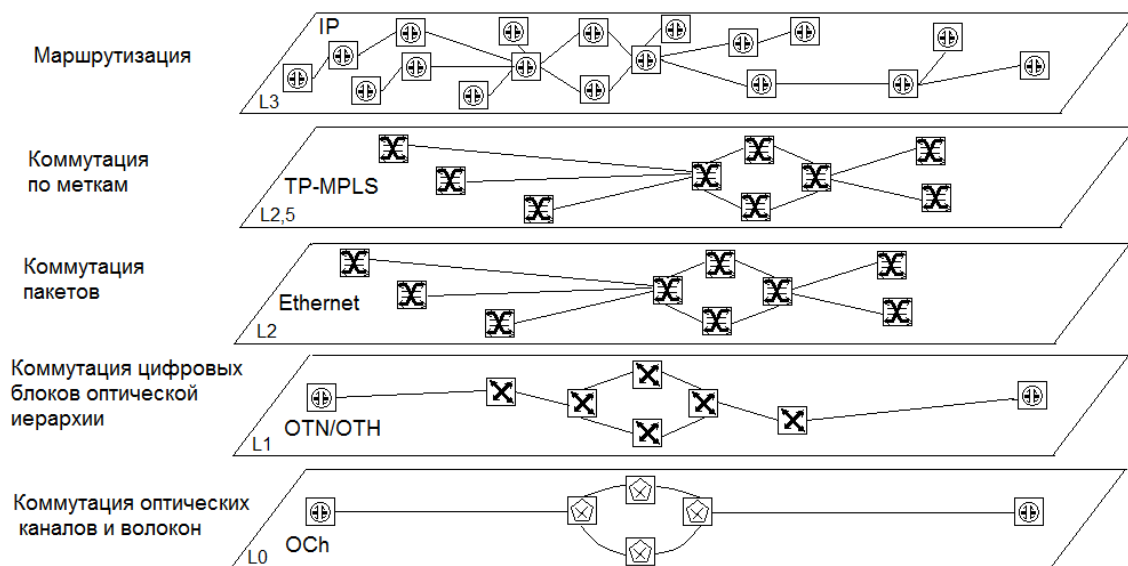 IP
Маршрутизация
L3
Коммутация
по меткам
TP-MPLS
L2,5
Коммутация
пакетов
Ethernet
L2
Коммутация цифровых
блоков оптической
иерархии
OTN/OTH
L1
Коммутация оптических
каналов и волокон
OCh
L0